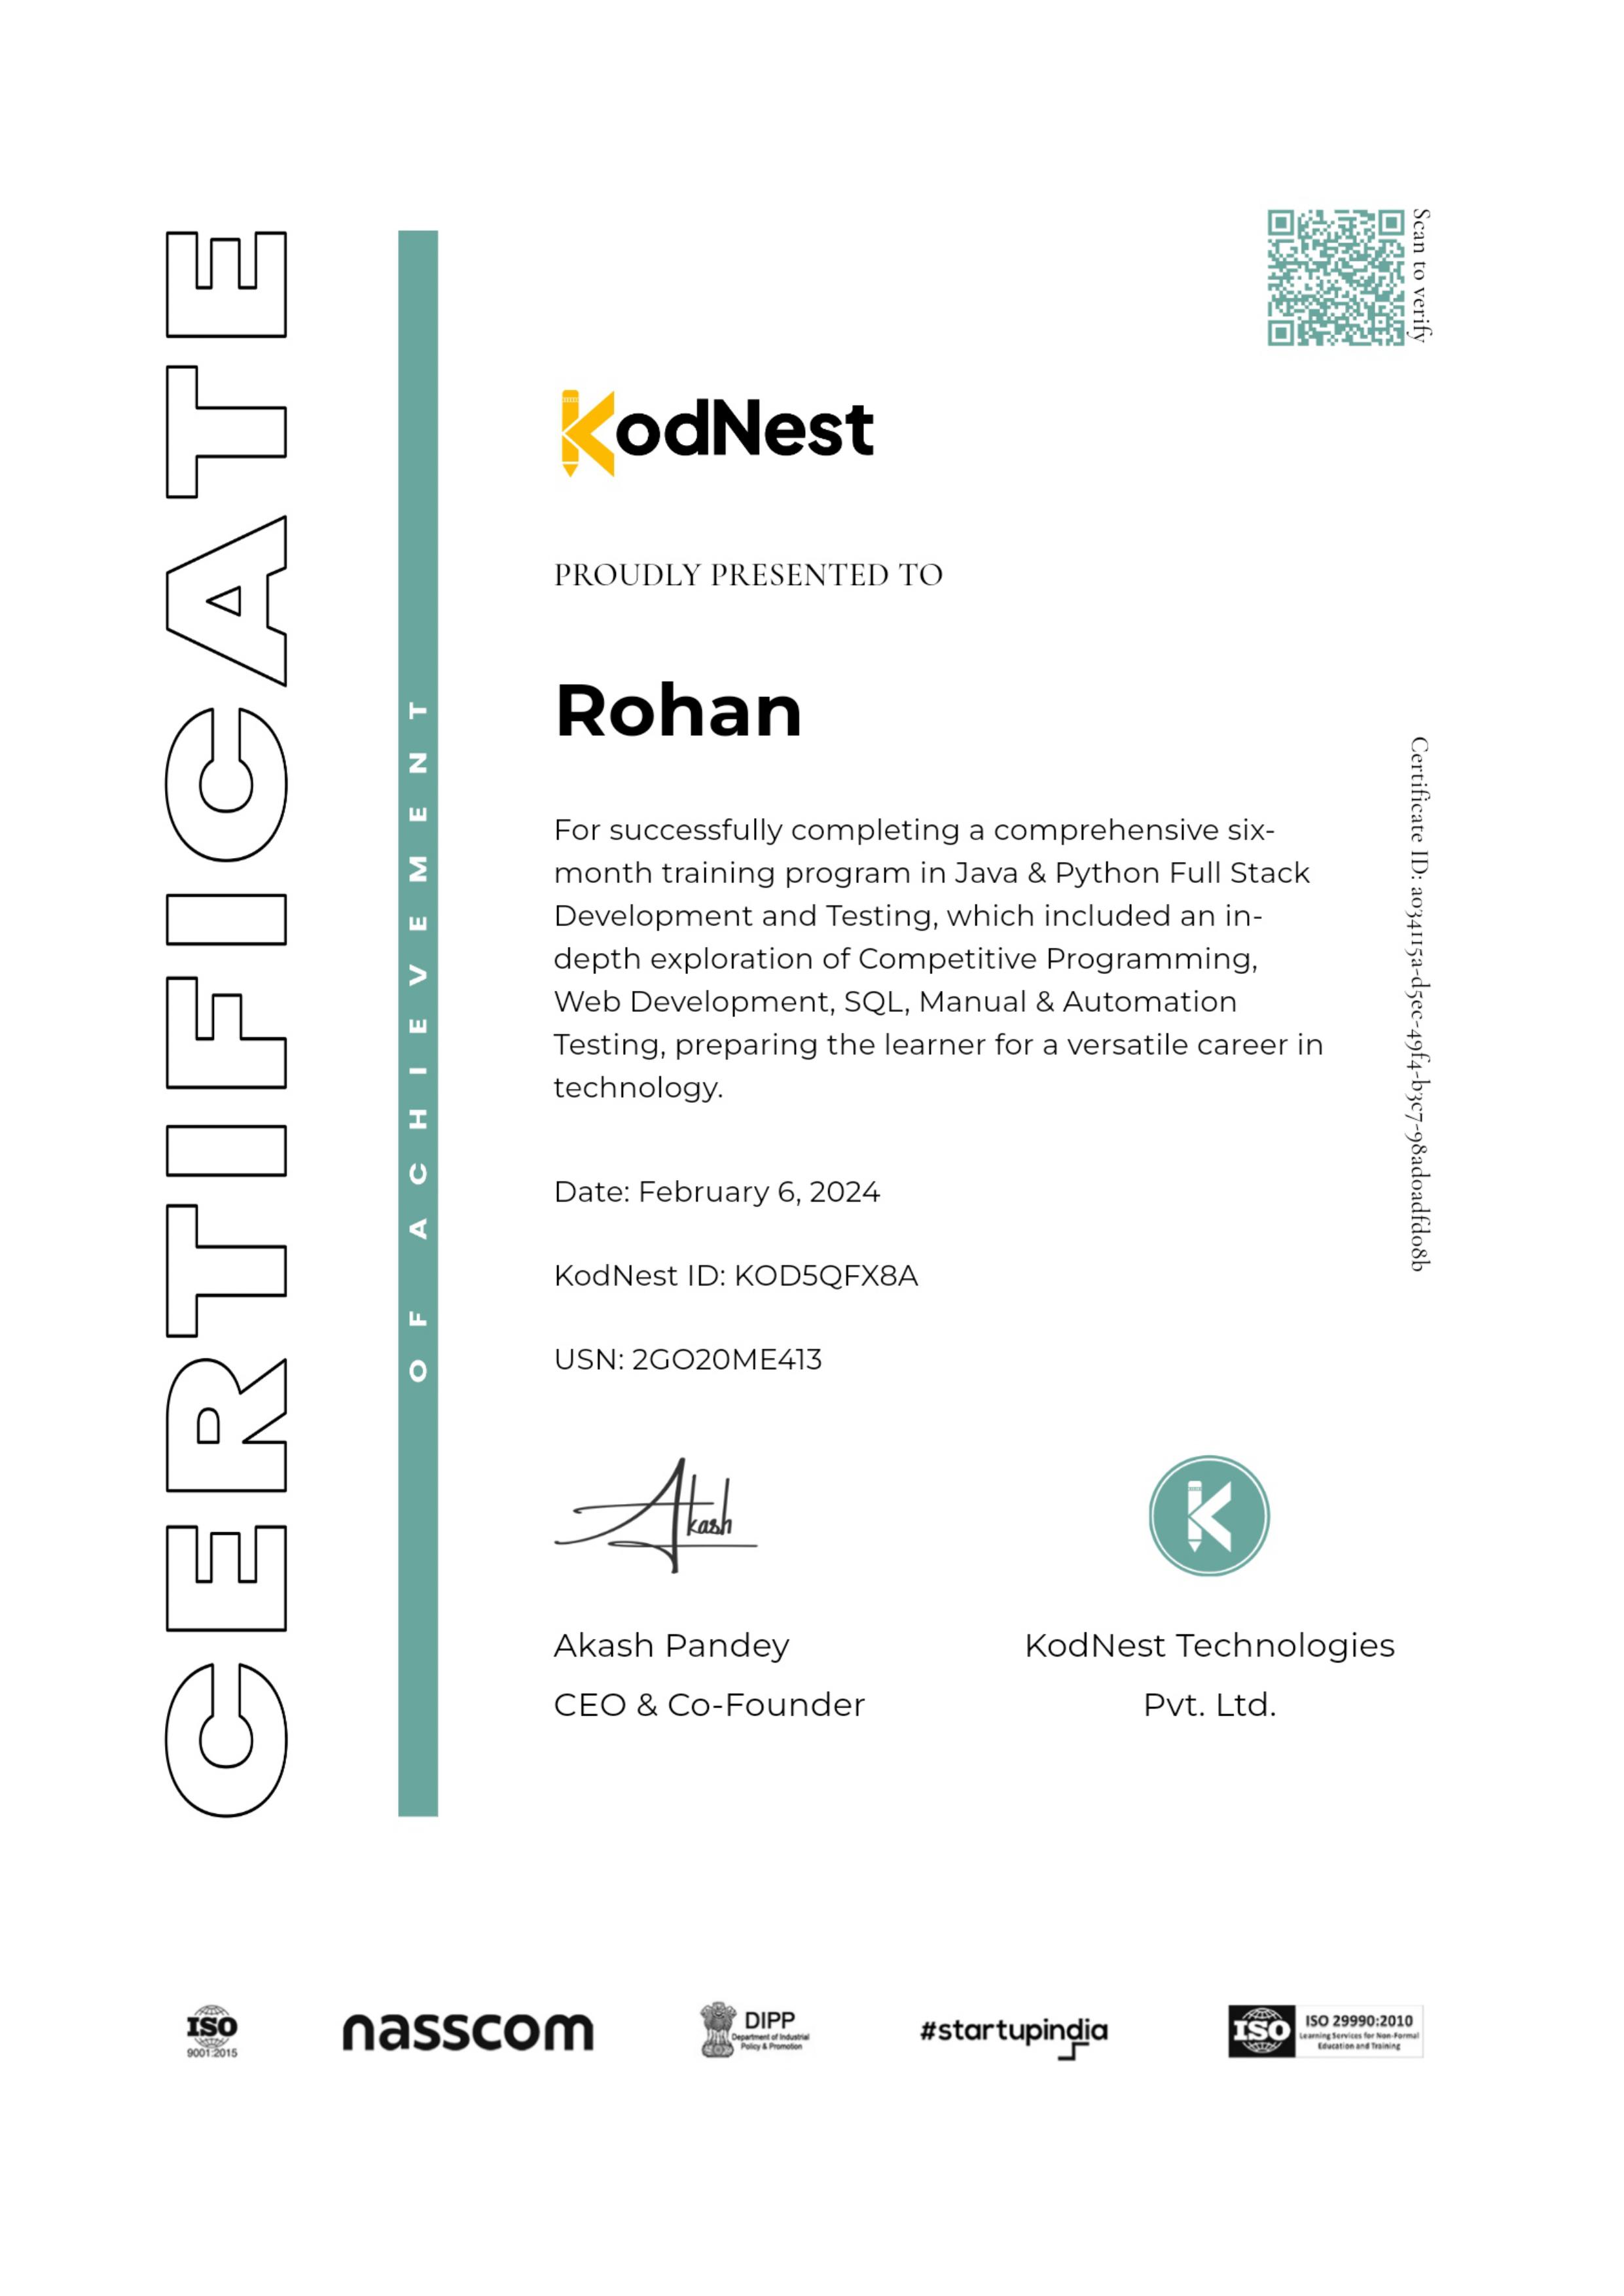 CERTIFICATE
OF ACHIEVEMENT
Scan to verify
KodNest
PROUDLY PRESENTED TO
Rohan
For successfully completing a comprehensive six-
month training program in Java & Python Full Stack
Development and Testing, which included an in-
depth exploration of Competitive Programming,
Web Development, SQL, Manual & Automation
Testing, preparing the learner for a versatile career in
technology.
Certificate ID: a034115a-d5ec-49f4-b3c7-98ad0adfd08b
Date: February 6, 2024
KodNest ID: KOD5QFX8A
USN: 2GO20ME413
Akash
K
Akash Pandey
CEO & Co-Founder
KodNest Technologies
Pvt. Ltd.
ISO
9001:2015
nasscom
DIPP
Department of Industrial
Policy & Promotion
#startupindia
ISO
ISO 29990:2010
Learning Services for Non-Formal
Education and Training